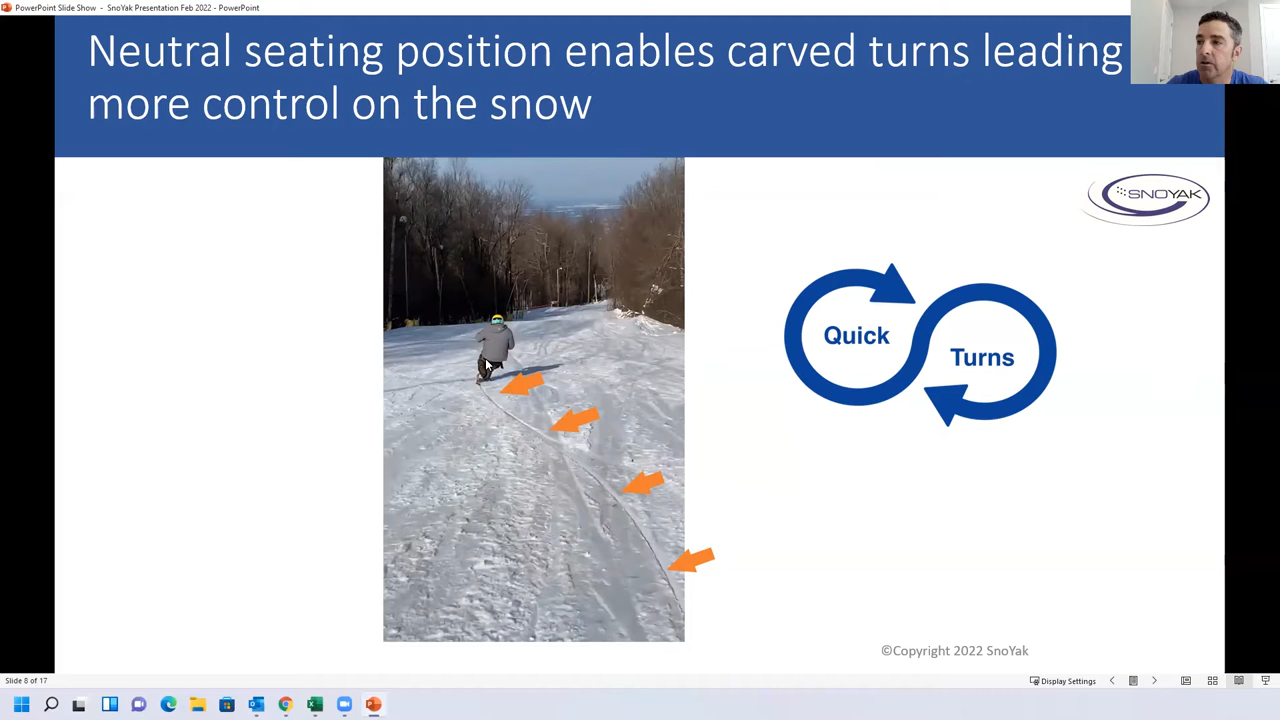 PowerPoint Slide Show - SnoYak Presentation Feb 2022 - PowerPoint
Neutral seating position enables carved turns leading
more control on the snow
SNOYAK
Quick
Turns
©Copyright 2022 SnoYak
Slide 8 of 17
Display Settings